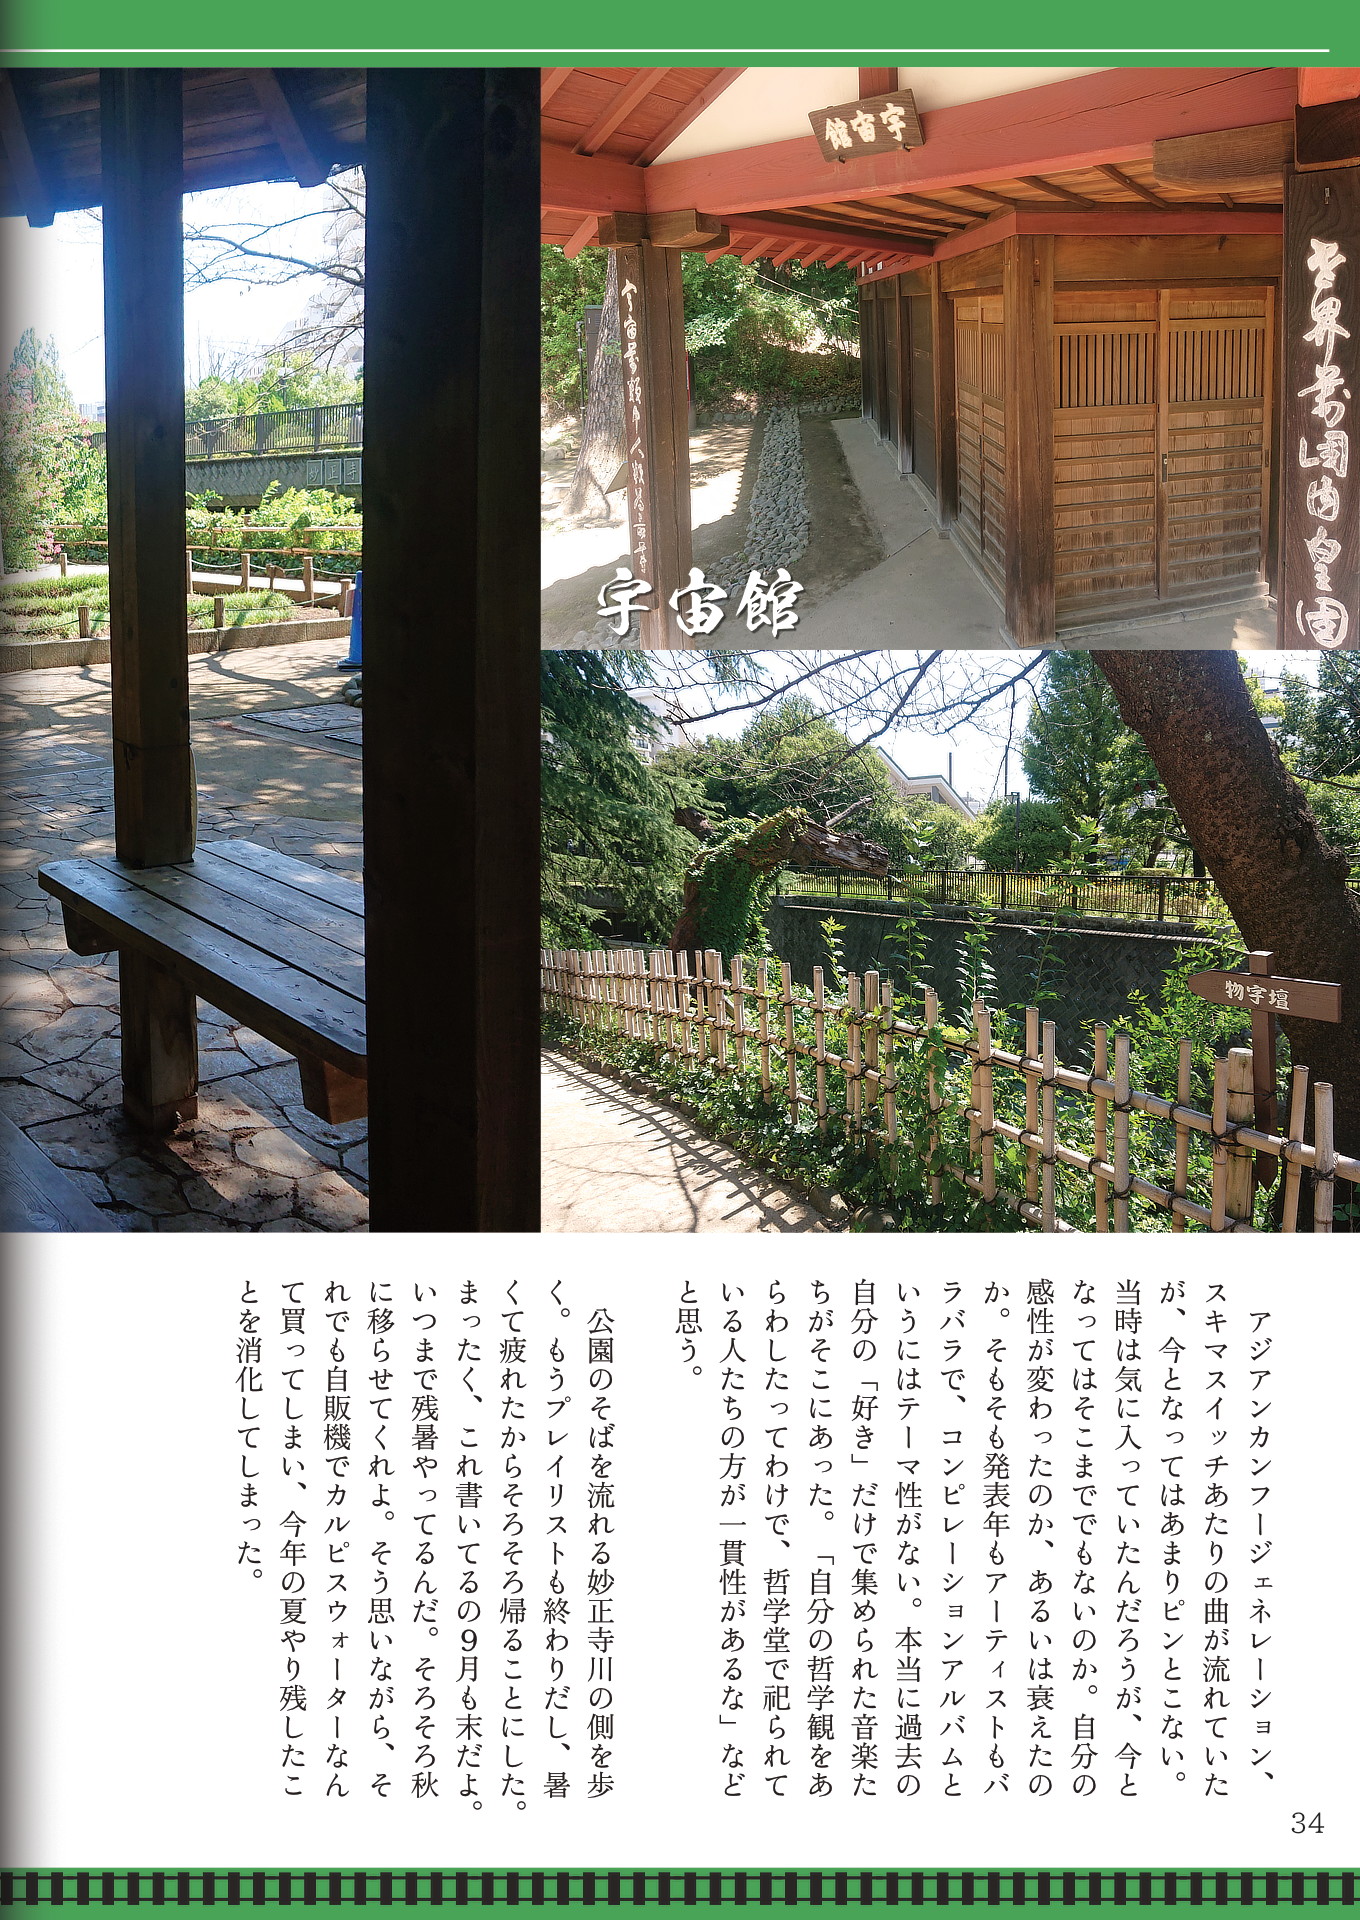 宇宙館
世界萬国内皇国
宇宙萬類中人類為最尊
宇宙館
物字壇
アジアンカンフージェネレーション、
スキマスイッチあたりの曲が流れていた
が、今となってはあまりピンとこない。
当時は気に入っていたんだろうが、今と
なってはそこまででもないのか。自分の
感性が変わったのか、あるいは衰えたの
か。そもそも発表年もアーティストもバ
ラバラで、コンピレーションアルバムと
いうにはテーマ性がない。本当に過去の
自分の「好き」だけで集められた音楽た
ちがそこにあった。「自分の哲学観をあ
らわしたってわけで、哲学堂で祀られて
いる人たちの方が一貫性があるな」など
と思う。
公園のそばを流れる妙正寺川の側を歩
く。もうプレイリストも終わりだし、暑
くて疲れたからそろそろ帰ることにした。
まったく、これ書いてるの9月も末だよ。
いつまで残暑やってるんだ。そろそろ秋
に移らせてくれよ。そう思いながら、そ
れでも自販機でカルピスウォーターなん
て買ってしまい、今年の夏やり残したこ
とを消化してしまった。
34